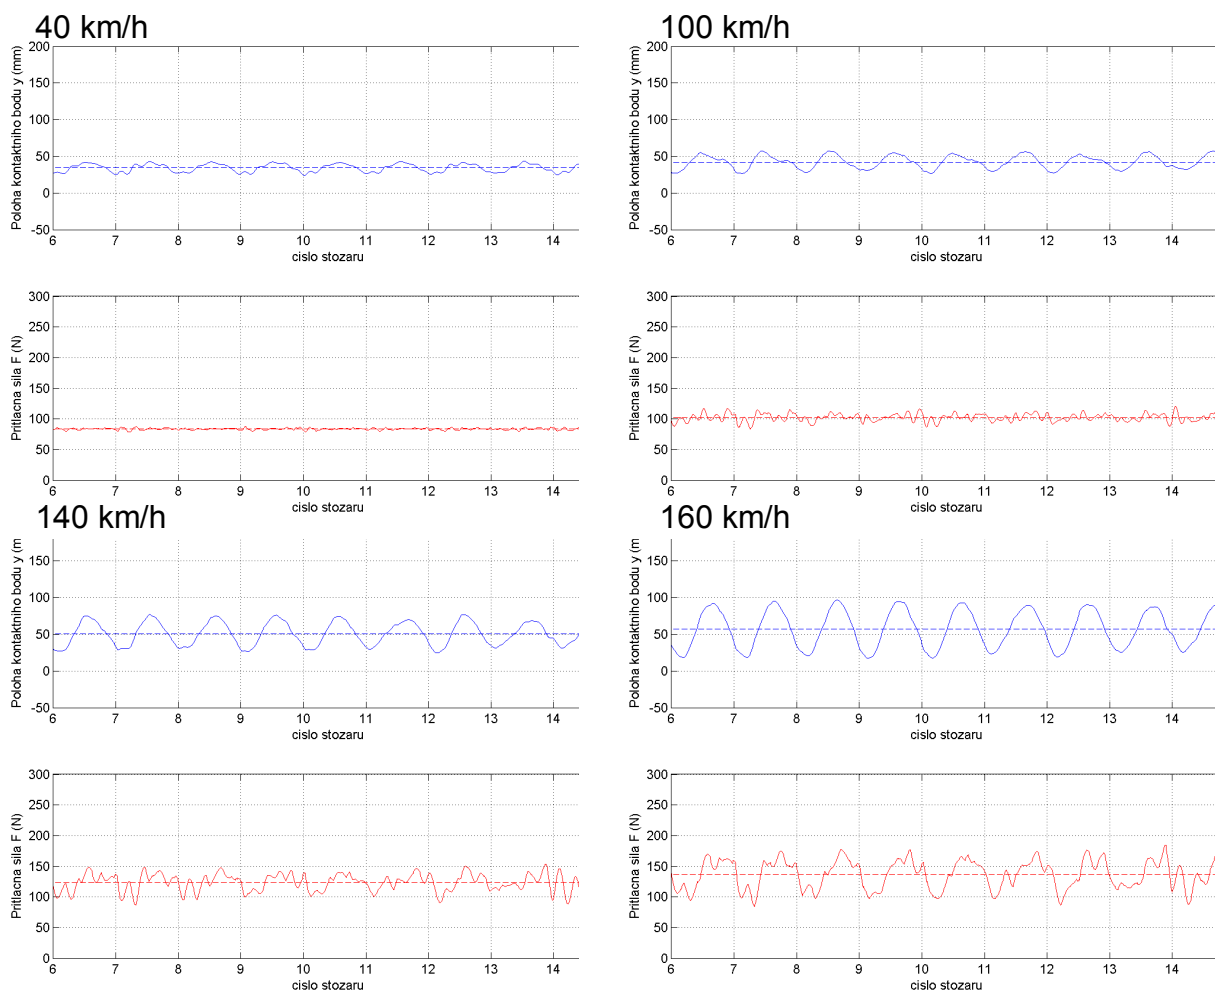 40 km/h
100 km/h
Poloha kontaktniho bodu y (mm)
200
150
100
50
0
-50
6 7 8 9 10 11 12 13 14
cislo stozaru
Poloha kontaktniho bodu y (mm)
200
150
100
50
0
-50
6 7 8 9 10 11 12 13 14
cislo stozaru
Pritlacna sila F (N)
300
250
200
150
100
50
0
6 7 8 9 10 11 12 13 14
cislo stozaru
Pritlacna sila F (N)
300
250
200
150
100
50
0
6 7 8 9 10 11 12 13 14
cislo stozaru
140 km/h
160 km/h
Poloha kontaktniho bodu y (m
150
100
50
0
-50
6 7 8 9 10 11 12 13 14
cislo stozaru
Poloha kontaktniho bodu y (m
150
100
50
0
-50
6 7 8 9 10 11 12 13 14
cislo stozaru
Pritlacna sila F (N)
300
250
200
150
100
50
0
6 7 8 9 10 11 12 13 14
cislo stozaru
Pritlacna sila F (N)
300
250
200
150
100
50
0
6 7 8 9 10 11 12 13 14
cislo stozaru